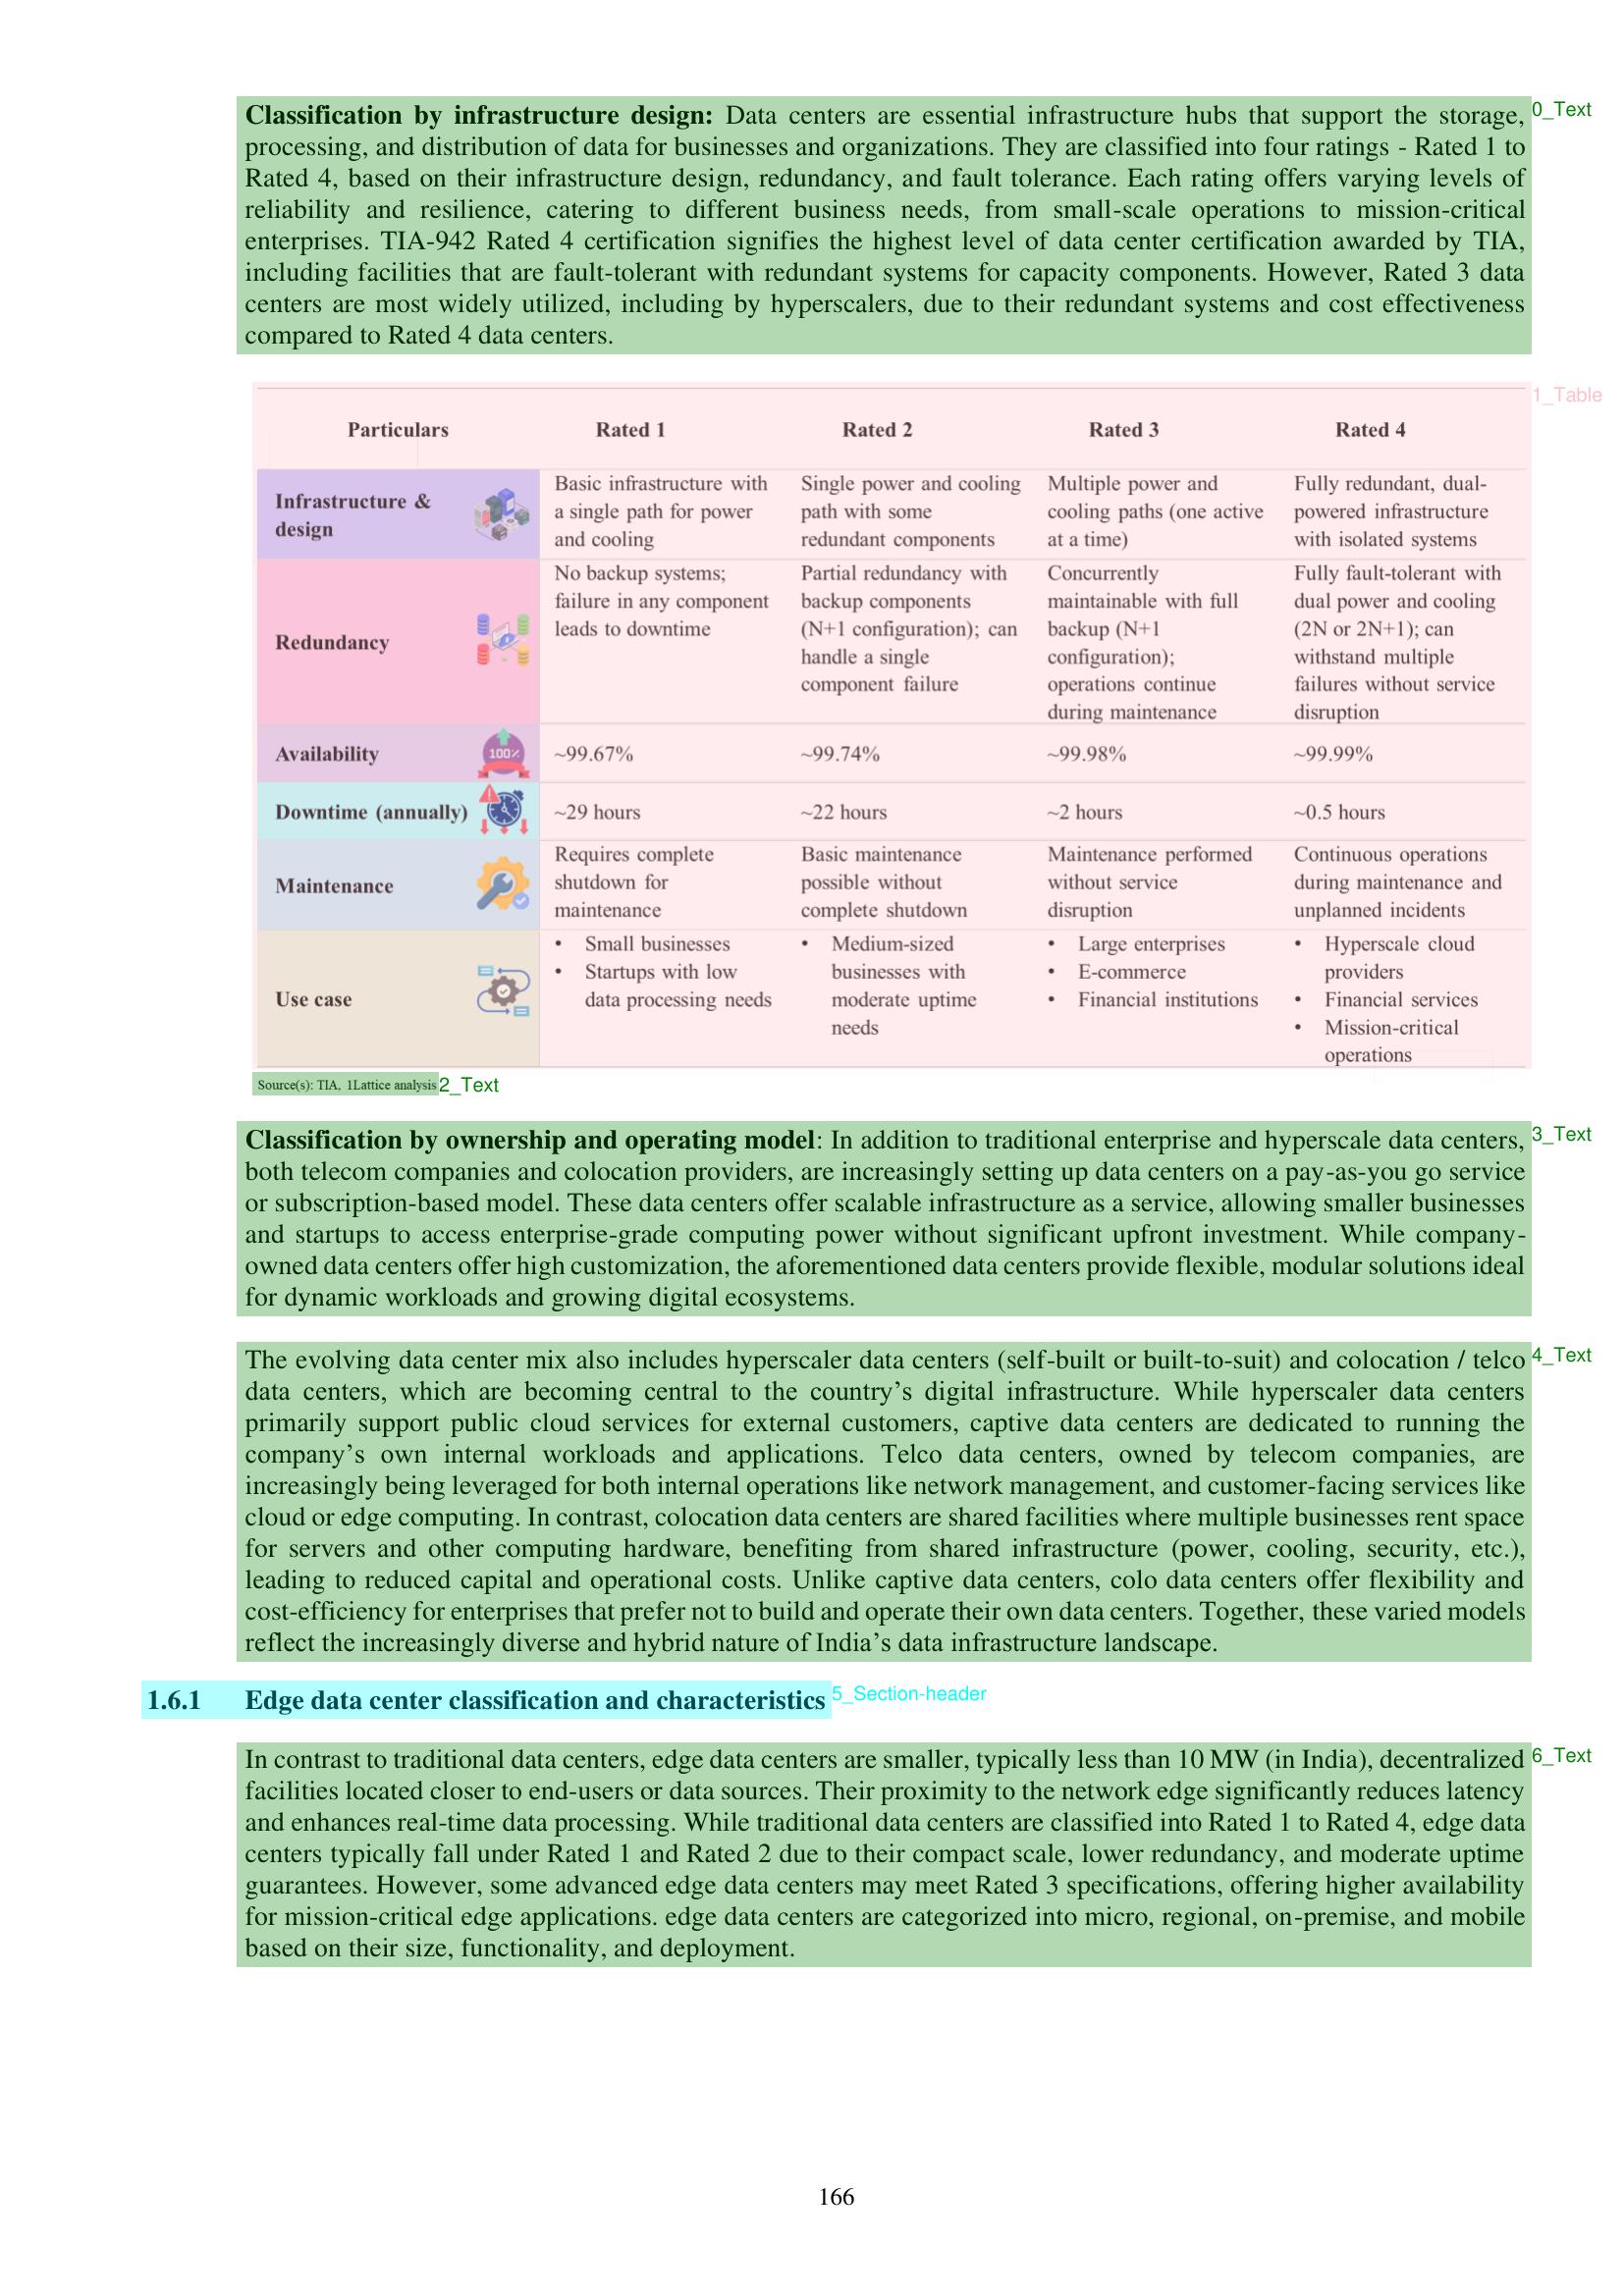 Classification by infrastructure design: Data centers are essential infrastructure hubs that support the storage,
0_Text
processing, and distribution of data for businesses and organizations. They are classified into four ratings - Rated 1 to
Rated 4, based on their infrastructure design, redundancy, and fault tolerance. Each rating offers varying levels of
reliability and resilience, catering to different business needs, from small-scale operations to mission-critical
enterprises. TIA-942 Rated 4 certification signifies the highest level of data center certification awarded by TIA,
including facilities that are fault-tolerant with redundant systems for capacity components. However, Rated 3 data
centers are most widely utilized, including by hyperscalers, due to their redundant systems and cost effectiveness
compared to Rated 4 data centers.
1_Table
Particulars Rated 1 Rated 2 Rated 3 Rated 4
Infrastructure &
design
Basic infrastructure with
a single path for power
and cooling
Single power and cooling
path with some
redundant components
Multiple power and
cooling paths (one active
at a time)
Fully redundant, dual-
powered infrastructure
with isolated systems
Redundancy
No backup systems;
failure in any component
leads to downtime
Partial redundancy with
backup components
(N+1 configuration); can
handle a single
component failure
Concurrently
maintainable with full
backup (N+1
configuration);
operations continue
during maintenance
Fully fault-tolerant with
dual power and cooling
(2N or 2N+1); can
withstand multiple
failures without service
disruption
Availability
100%
~99.67% ~99.74% ~99.98% ~99.99%
Downtime (annually) ~29 hours ~22 hours ~2 hours ~0.5 hours
Maintenance
Requires complete
shutdown for
maintenance
Basic maintenance
possible without
complete shutdown
Maintenance performed
without service
disruption
Continuous operations
during maintenance and
unplanned incidents
Use case
• Small businesses
• Startups with low
data processing needs
• Medium-sized
businesses with
moderate uptime
needs
• Large enterprises
• E-commerce
• Financial institutions
• Hyperscale cloud
providers
• Financial services
• Mission-critical
operations
Source(s): TIA, 1Lattice analysis
2_Text
Classification by ownership and operating model: In addition to traditional enterprise and hyperscale data centers,
3_Text
both telecom companies and colocation providers, are increasingly setting up data centers on a pay-as-you go service
or subscription-based model. These data centers offer scalable infrastructure as a service, allowing smaller businesses
and startups to access enterprise-grade computing power without significant upfront investment. While company-
owned data centers offer high customization, the aforementioned data centers provide flexible, modular solutions ideal
for dynamic workloads and growing digital ecosystems.
The evolving data center mix also includes hyperscaler data centers (self-built or built-to-suit) and colocation / telco
4_Text
data centers, which are becoming central to the country’s digital infrastructure. While hyperscaler data centers
primarily support public cloud services for external customers, captive data centers are dedicated to running the
company’s own internal workloads and applications. Telco data centers, owned by telecom companies, are
increasingly being leveraged for both internal operations like network management, and customer-facing services like
cloud or edge computing. In contrast, colocation data centers are shared facilities where multiple businesses rent space
for servers and other computing hardware, benefiting from shared infrastructure (power, cooling, security, etc.),
leading to reduced capital and operational costs. Unlike captive data centers, colo data centers offer flexibility and
cost-efficiency for enterprises that prefer not to build and operate their own data centers. Together, these varied models
reflect the increasingly diverse and hybrid nature of India’s data infrastructure landscape.
1.6.1 Edge data center classification and characteristics
5_Section-header
In contrast to traditional data centers, edge data centers are smaller, typically less than 10 MW (in India), decentralized
6_Text
facilities located closer to end-users or data sources. Their proximity to the network edge significantly reduces latency
and enhances real-time data processing. While traditional data centers are classified into Rated 1 to Rated 4, edge data
centers typically fall under Rated 1 and Rated 2 due to their compact scale, lower redundancy, and moderate uptime
guarantees. However, some advanced edge data centers may meet Rated 3 specifications, offering higher availability
for mission-critical edge applications. edge data centers are categorized into micro, regional, on-premise, and mobile
based on their size, functionality, and deployment.
166